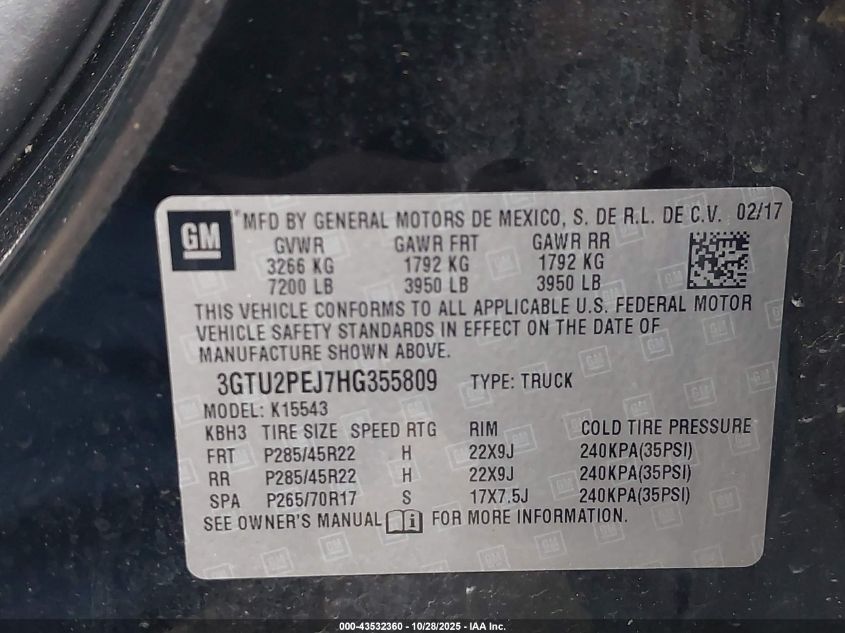 GM ® MFD BY GENERAL MOTORS DE MEXICO, S. DE R.L. DE C.V. 02/17
GVWR GAWR FRT GAWR RR
3266 KG 1792 KG 1792 KG
7200 LB 3950 LB 3950 LB
THIS VEHICLE CONFORMS TO ALL APPLICABLE U.S. FEDERAL MOTOR
VEHICLE SAFETY STANDARDS IN EFFECT ON THE DATE OF
MANUFACTURE SHOWN ABOVE.
3GTU2PEJ7HG355809 TYPE: TRUCK
MODEL: K15543
KBH3 TIRE SIZE SPEED RTG RIM COLD TIRE PRESSURE
FRT P285/45R22 H 22X9J 240KPA(35PSI)
RR P285/45R22 H 22X9J 240KPA(35PSI)
SPA P265/70R17 S 17X7.5J 240KPA(35PSI)
SEE OWNER'S MANUAL i FOR MORE INFORMATION.
000-43532360 - 10/28/2025 - IAA Inc.